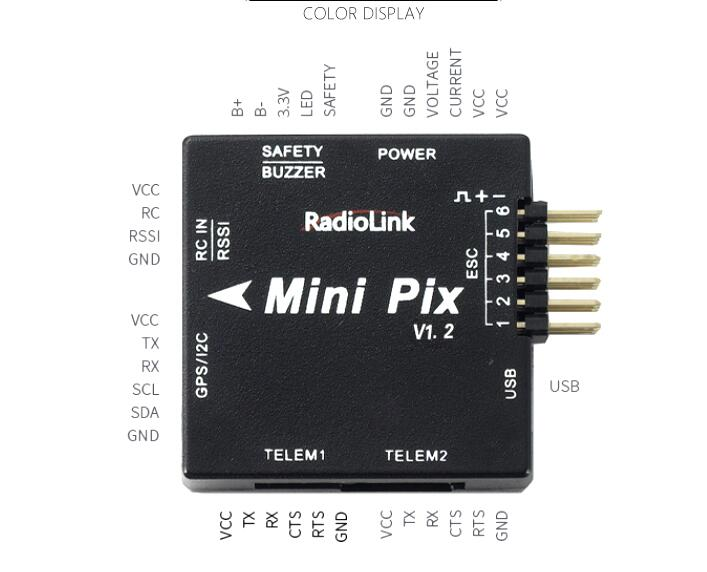 COLOR DISPLAY
B+
B-
3.3V
LED
SAFETY
GND
GND
VOLTAGE
CURRENT
VCC
VCC
SAFETY
BUZZER
POWER
VCC
RC
RSSI
GND
RC IN
RSSI
RadioLink
+ −
6
5
4
3
2
1
ESC
Mini Pix
V1.2
VCC
TX
RX
SCL
SDA
GND
GPS/I2C
USB
USB
TELEM1
TELEM2
VCC
TX
RX
CTS
RTS
GND
VCC
TX
RX
CTS
RTS
GND